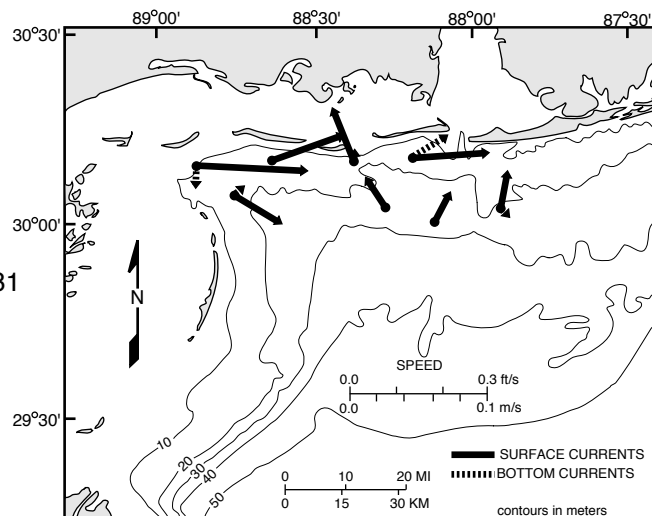 89°00' 88°30' 88°00' 87°30'
30°30'
30°00'
31
N
29°30'
SPEED
0.0 0.3 ft/s
0.0 0.1 m/s
10
20
30
40
50
0 10 20 MI
0 15 30 KM
SURFACE CURRENTS
BOTTOM CURRENTS
contours in meters